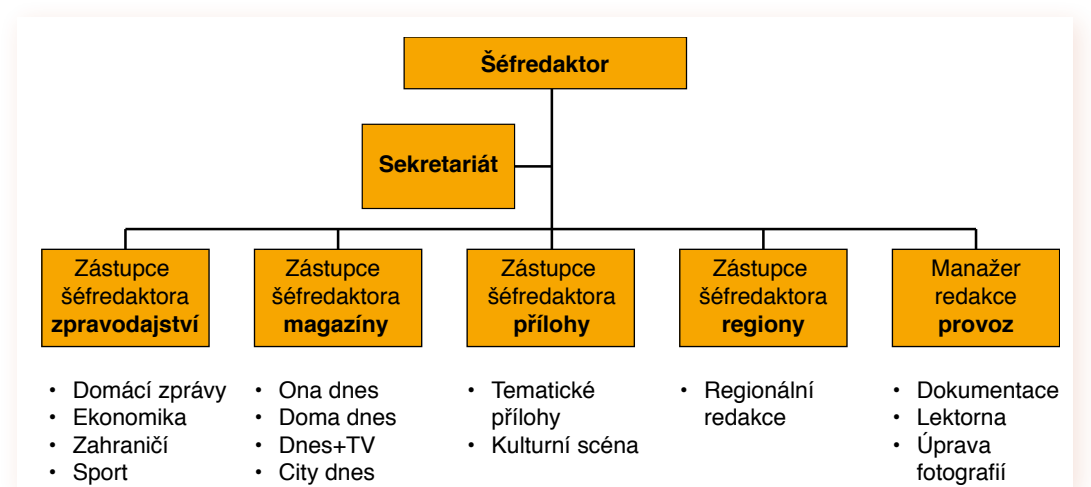 Šéfredaktor
Sekretariát
Zástupce
šéfredaktora
zpravodajství
Zástupce
šéfredaktora
magazíny
Zástupce
šéfredaktora
přílohy
Zástupce
šéfredaktora
regiony
Manažer
redakce
provoz
• Domácí zprávy
• Ekonomika
• Zahraničí
• Sport
• Ona dnes
• Doma dnes
• Dnes+TV
• City dnes
• Tematické
přílohy
• Kulturní scéna
• Regionální
redakce
• Dokumentace
• Lektorna
• Úprava
fotografií